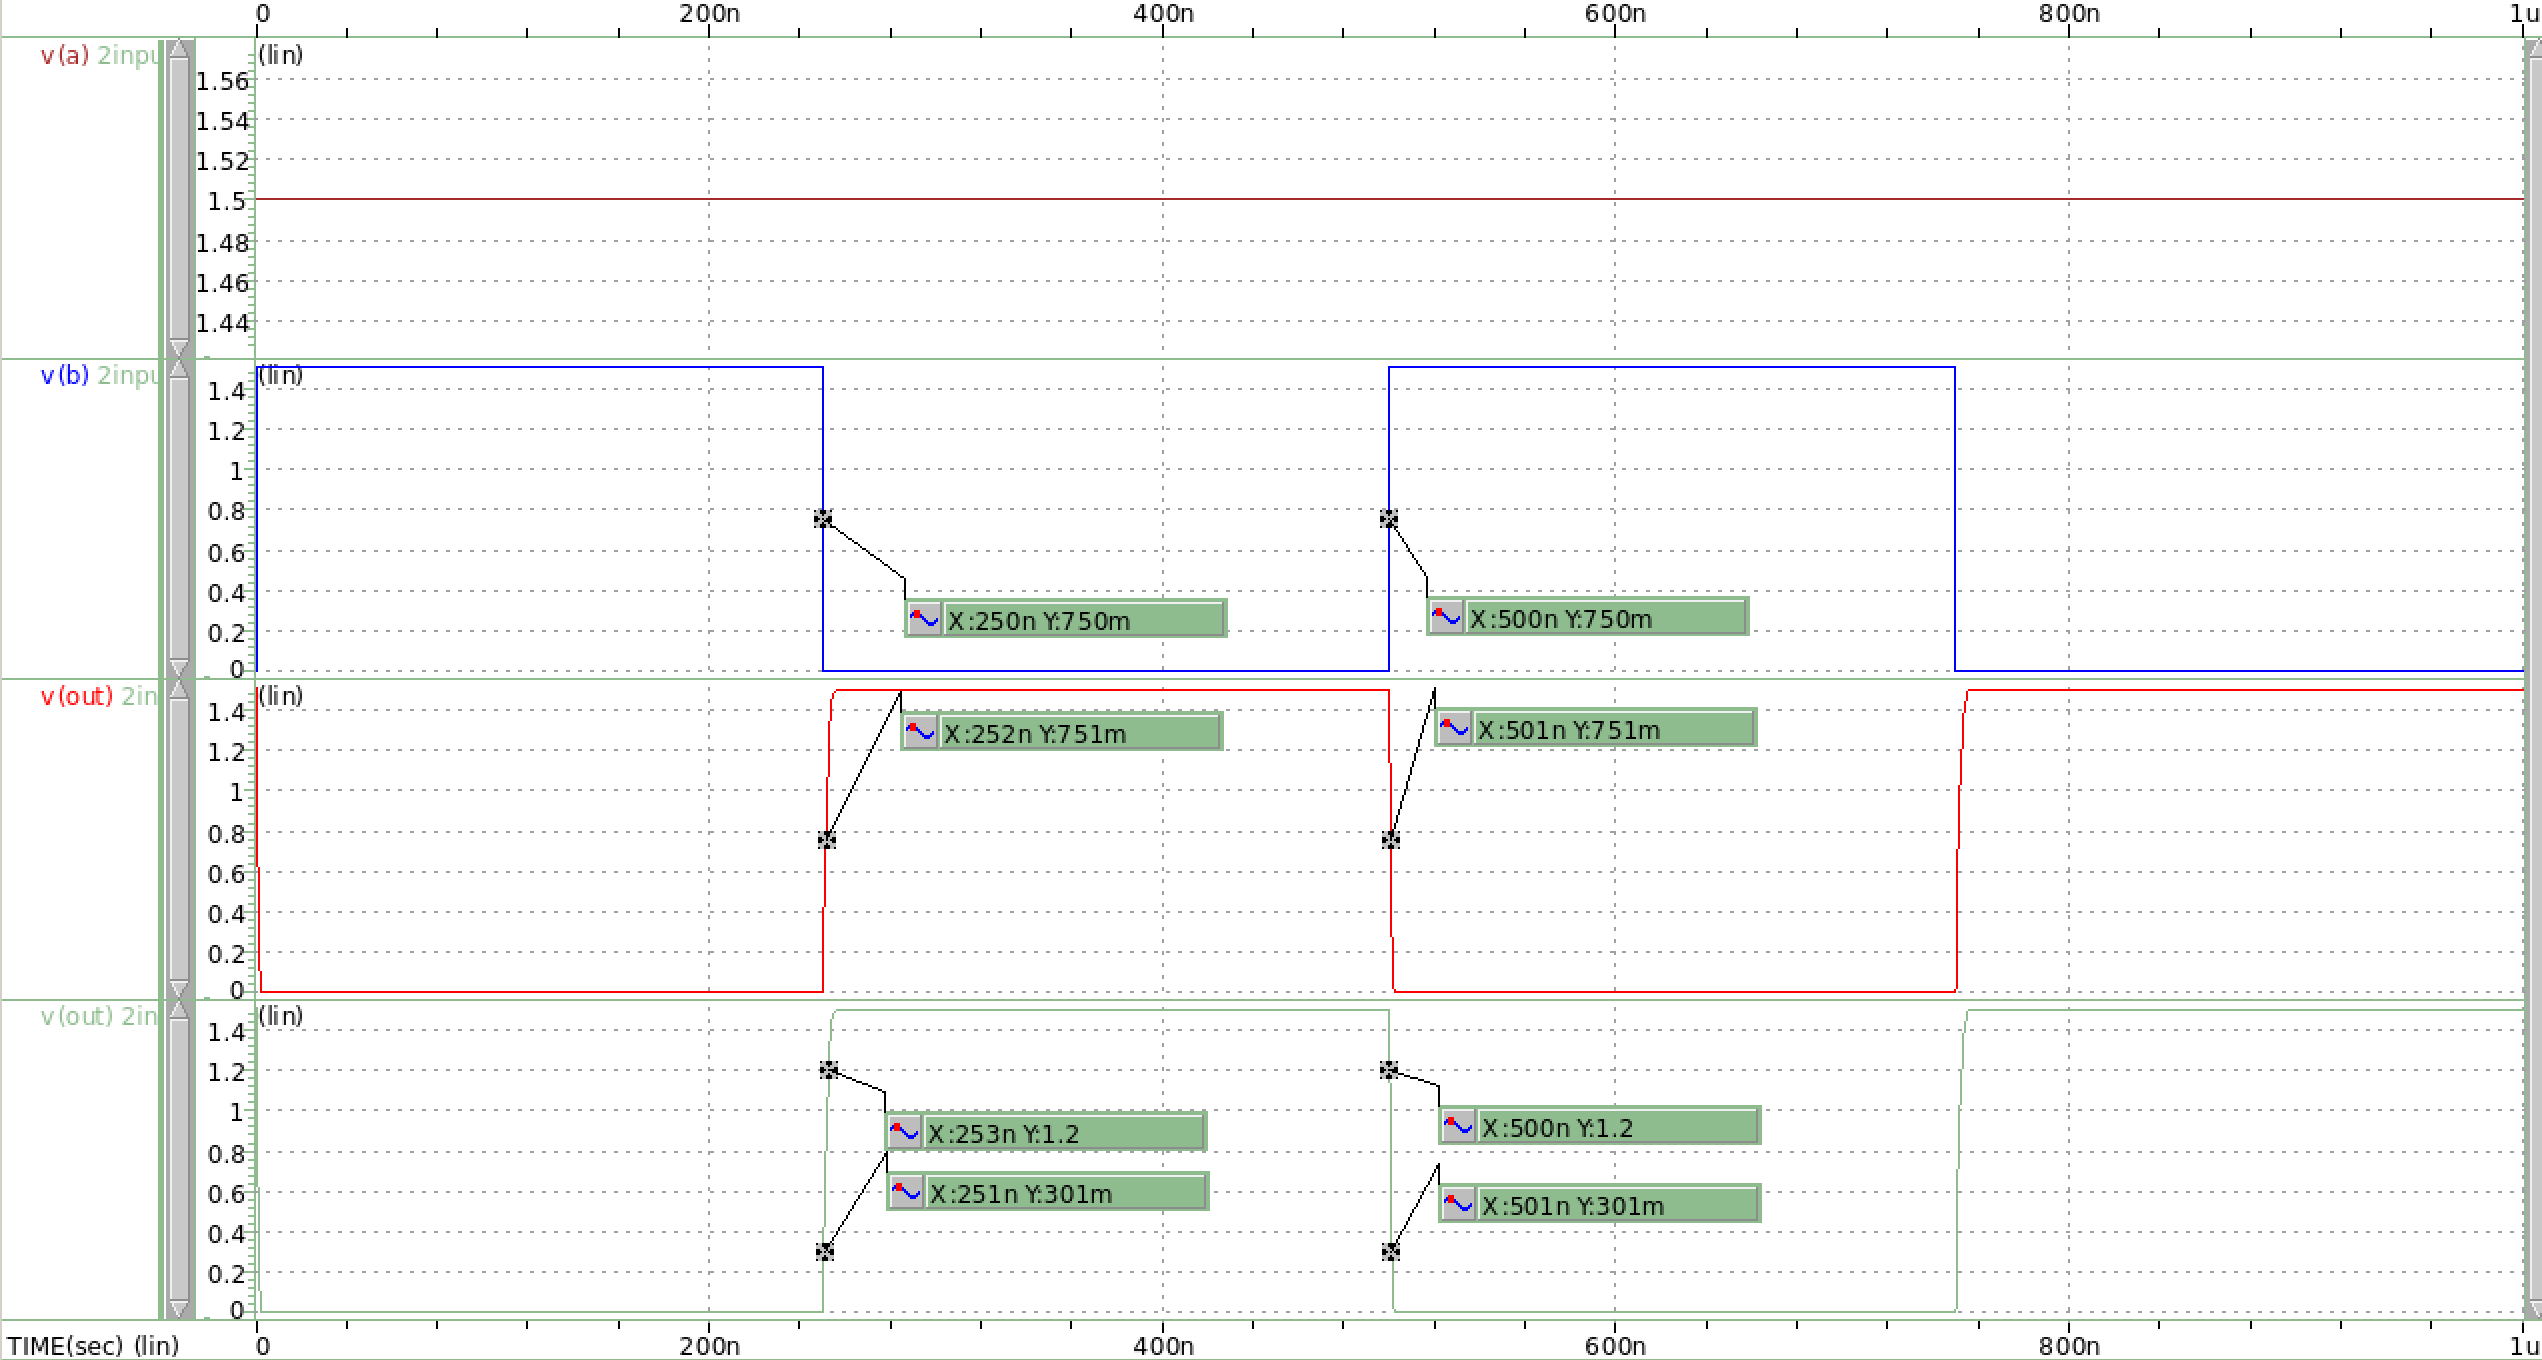 0 200n 400n 600n 800n 1u
v(a) 2inpu (lin)
1.56
1.54
1.52
1.5
1.48
1.46
1.44
v(b) 2inpu (lin)
1.4
1.2
1
0.8
0.6
0.4
0.2
0
X:250n Y:750m
X:500n Y:750m
v(out) 2in (lin)
1.4
1.2
1
0.8
0.6
0.4
0.2
0
X:252n Y:751m
X:501n Y:751m
v(out) 2in (lin)
1.4
1.2
1
0.8
0.6
0.4
0.2
0
X:253n Y:1.2
X:251n Y:301m
X:500n Y:1.2
X:501n Y:301m
TIME(sec) (lin) 0 200n 400n 600n 800n 1u